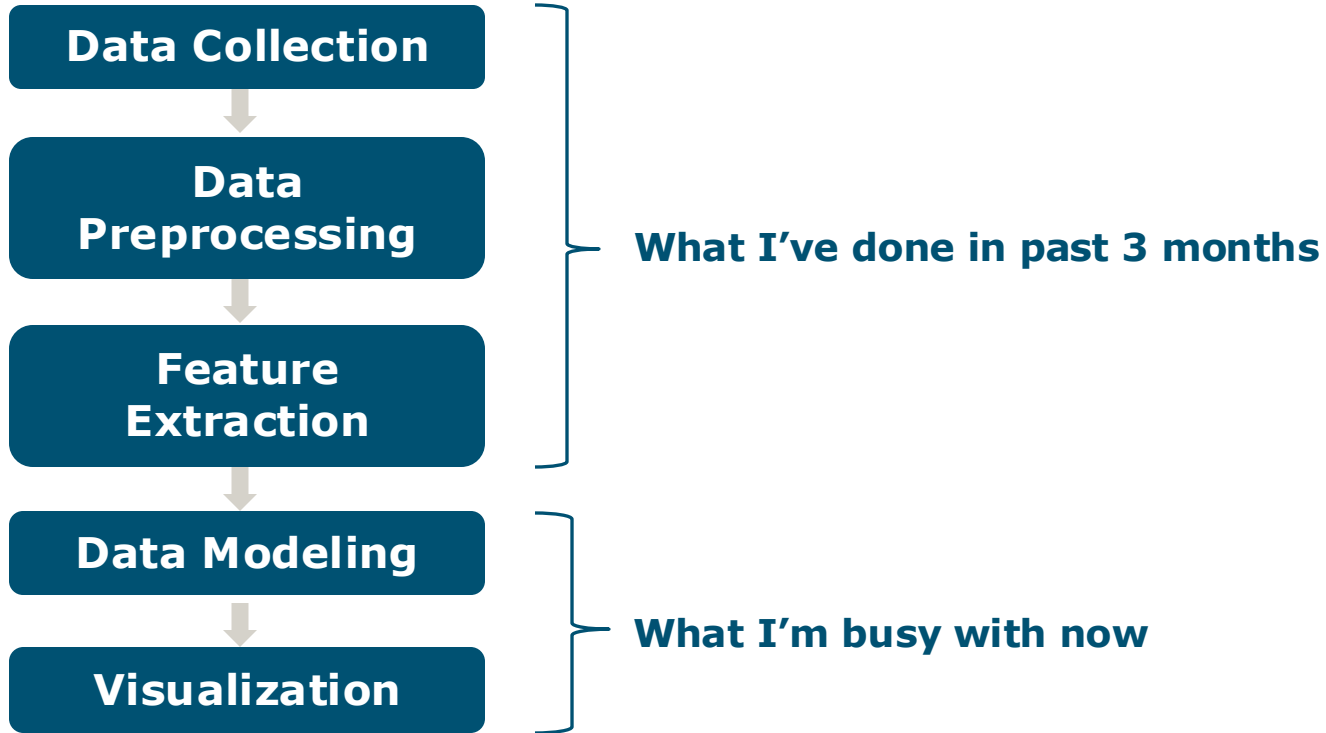 Data Collection
Data
Preprocessing
What I’ve done in past 3 months
Feature
Extraction
Data Modeling
What I’m busy with now
Visualization